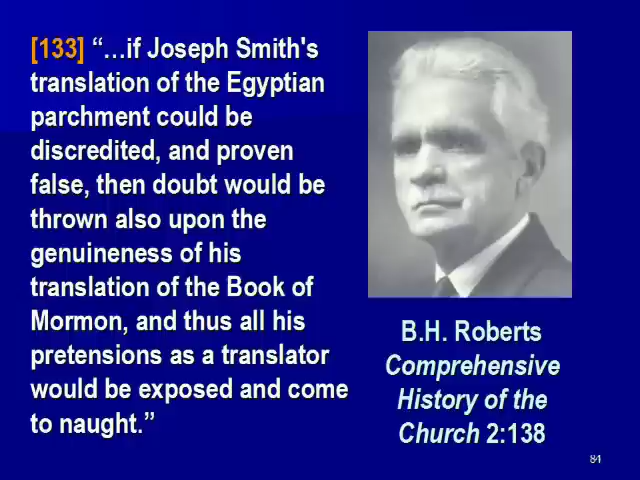 [133] “…if Joseph Smith's
translation of the Egyptian
parchment could be
discredited, and proven
false, then doubt would be
thrown also upon the
genuineness of his
translation of the Book of
Mormon, and thus all his
pretensions as a translator
would be exposed and come
to naught.”
B.H. Roberts
Comprehensive
History of the
Church 2:138
84